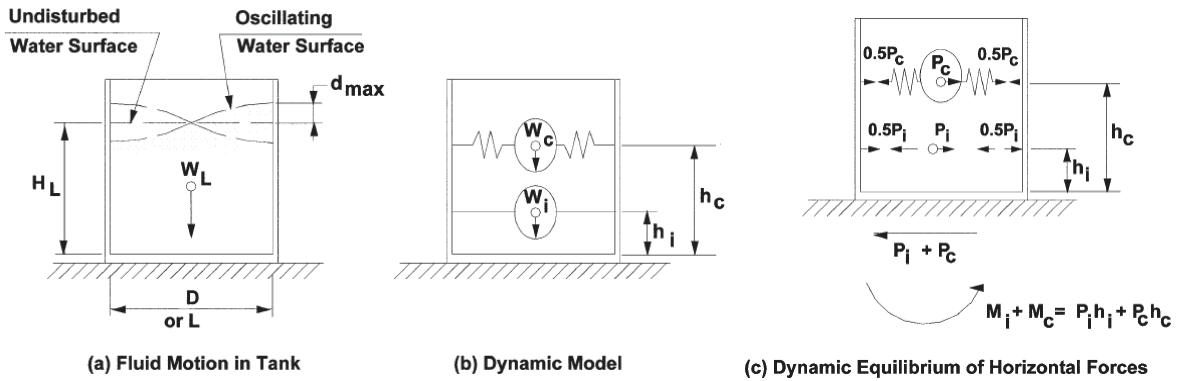 Undisturbed
Water Surface
Oscillating
Water Surface
d max
H L
W L
D
or L
(a) Fluid Motion in Tank
W c
W i
h c
h i
(b) Dynamic Model
0.5P c
P c
0.5P c
0.5P i
P i
0.5P i
h c
h i
P i + P c
M i + M c = P i h i + P c h c
(c) Dynamic Equilibrium of Horizontal Forces